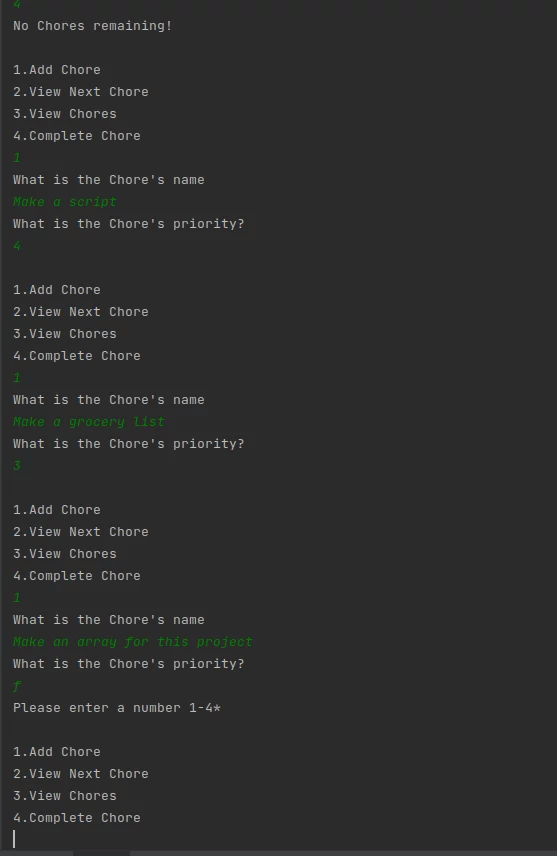 4
No Chores remaining!
1.Add Chore
2.View Next Chore
3.View Chores
4.Complete Chore
1
What is the Chore's name
Make a script
What is the Chore's priority?
4
1.Add Chore
2.View Next Chore
3.View Chores
4.Complete Chore
1
What is the Chore's name
Make a grocery list
What is the Chore's priority?
3
1.Add Chore
2.View Next Chore
3.View Chores
4.Complete Chore
1
What is the Chore's name
Make an array for this project
What is the Chore's priority?
f
Please enter a number 1-4*
1.Add Chore
2.View Next Chore
3.View Chores
4.Complete Chore